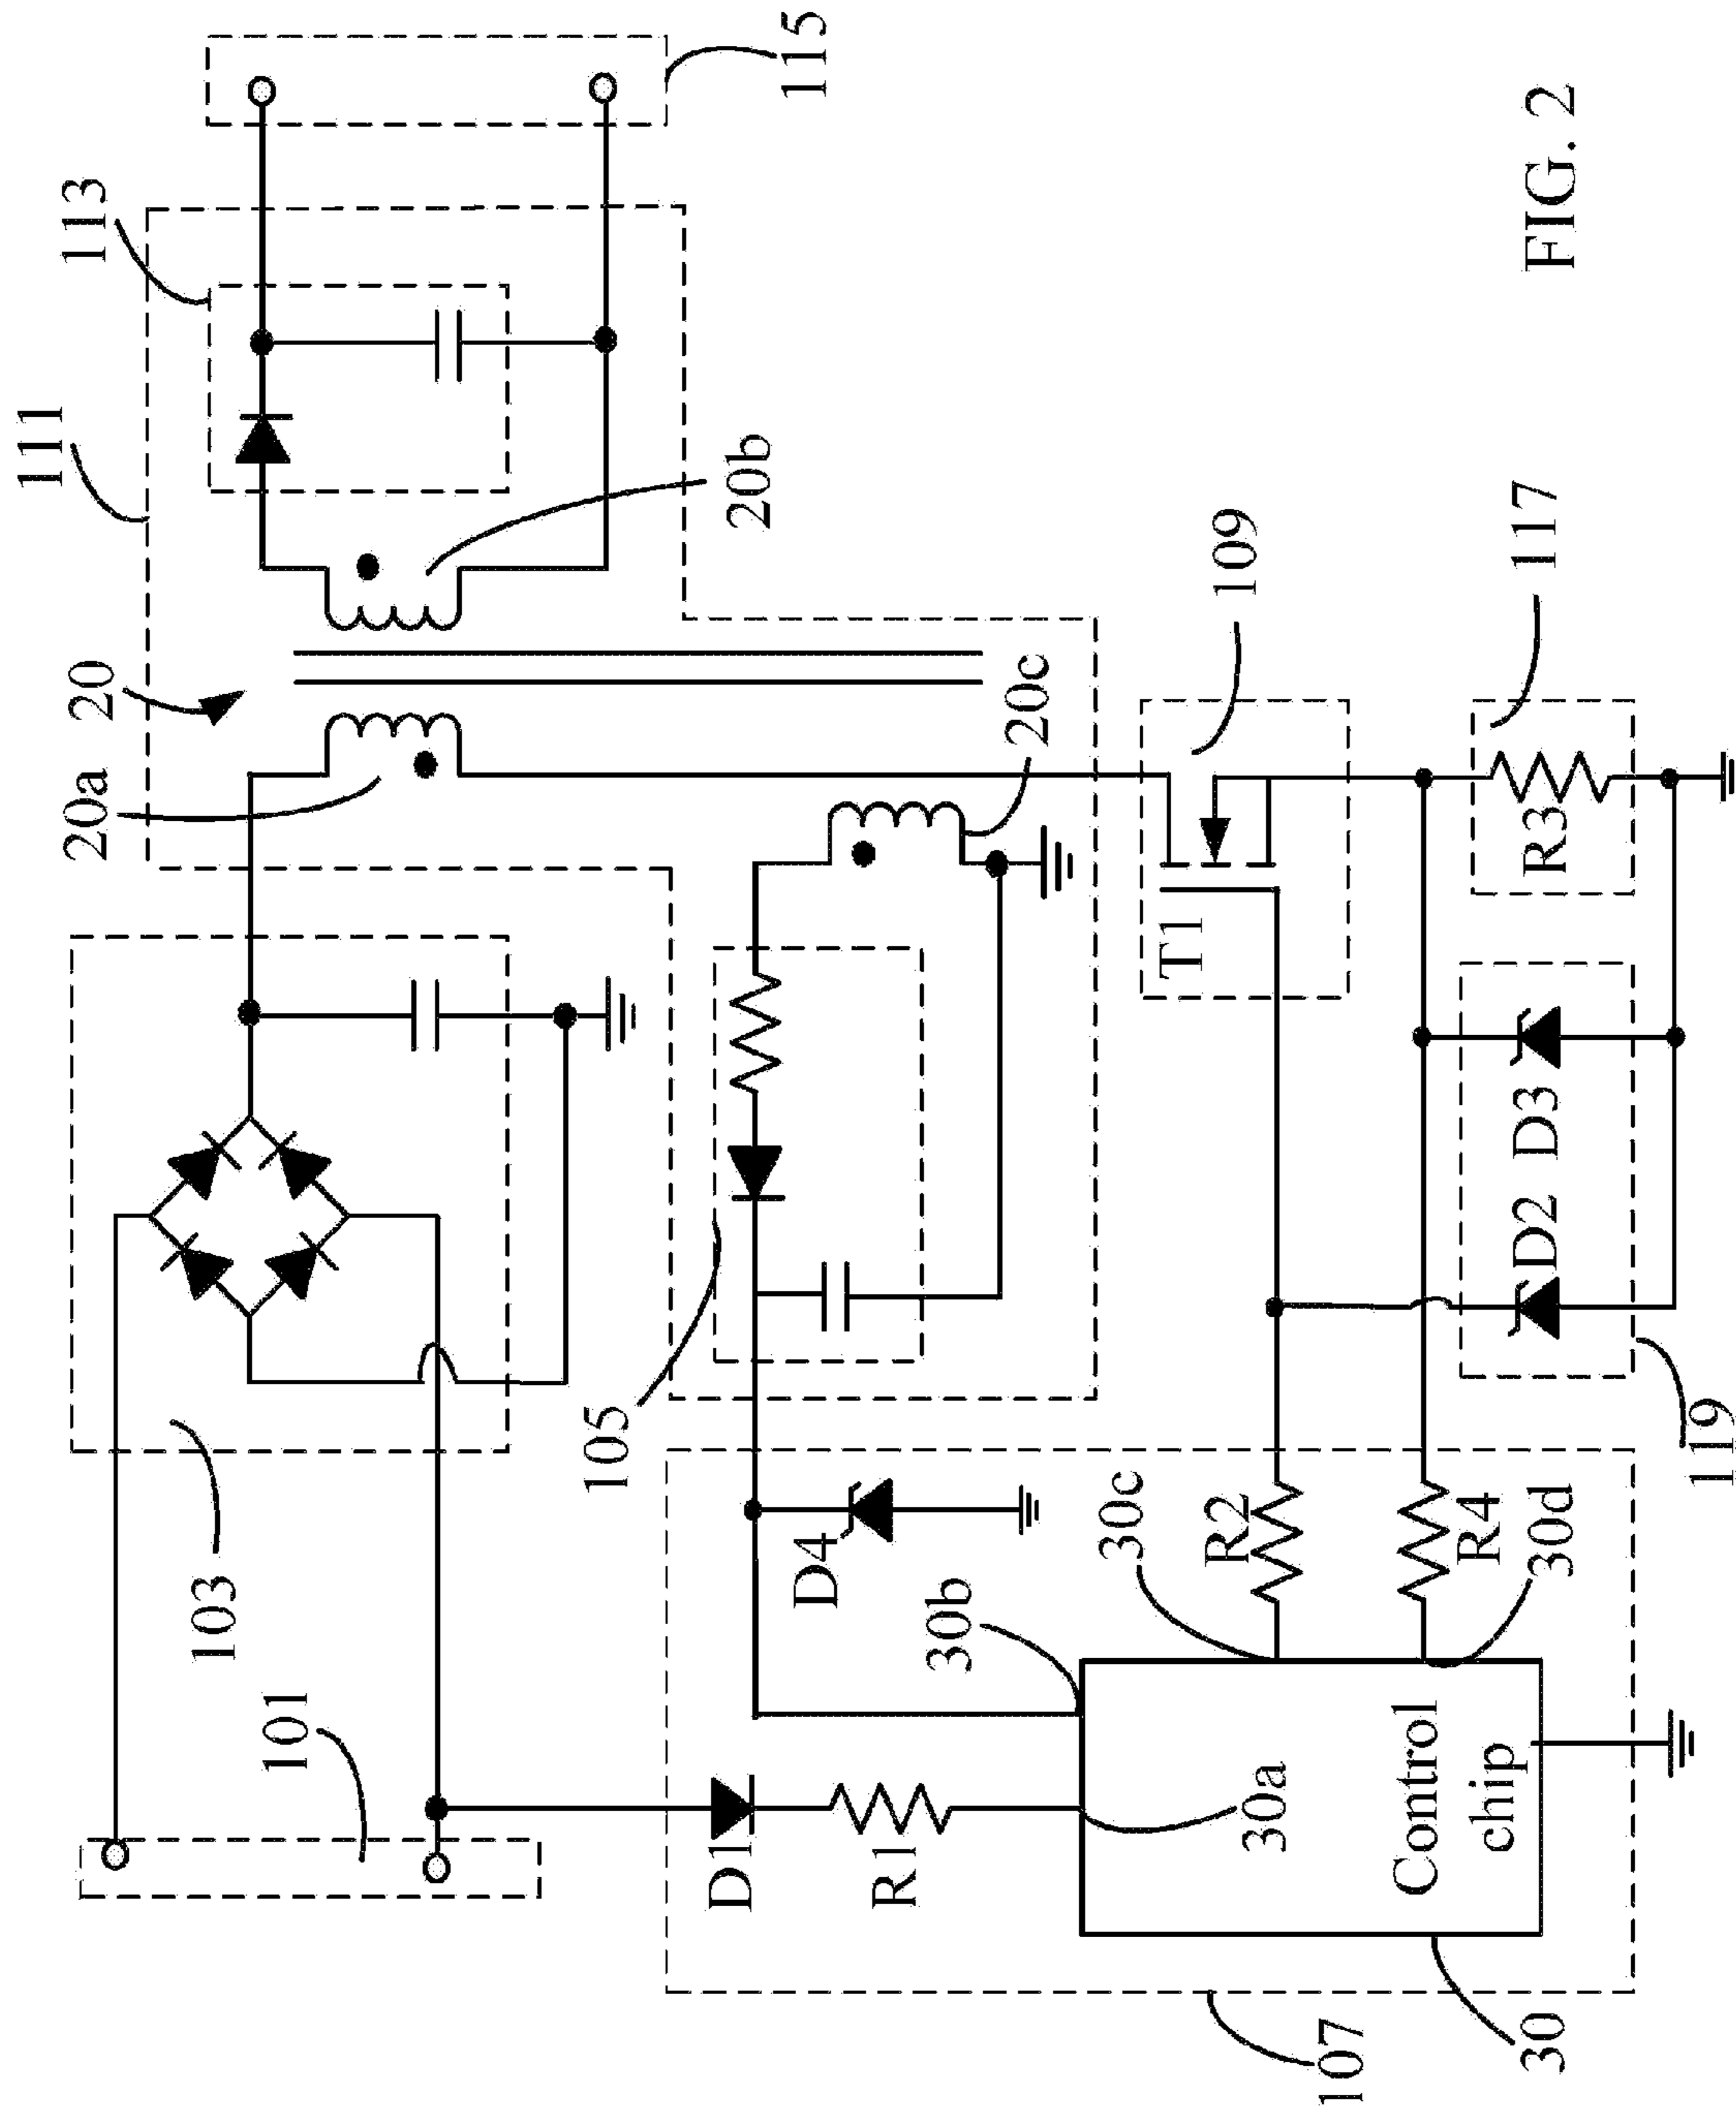 101
103
20
111
113
115
20a
20b
105
20c
D1
R1
D4
30b
30c
R2
T1
109
30a
Control
chip
R4
30d
D2
D3
R3
117
30
107
119
FIG. 2